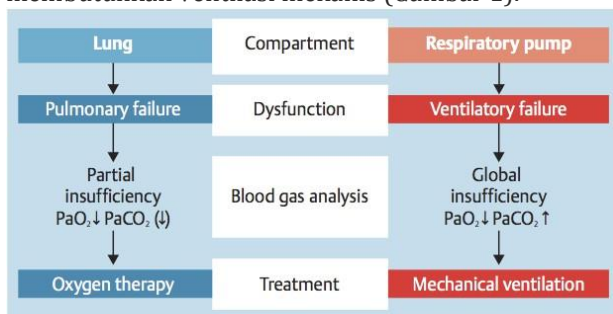 membutuhkan ventilasi mekanis (Gambar 1).
Lung Compartment Respiratory pump
Pulmonary failure Dysfunction Ventilatory failure
Partial
insufficiency
PaO₂↓ PaCO₂ (↓)
Blood gas analysis
Global
insufficiency
PaO₂↓ PaCO₂ ↑
Oxygen therapy Treatment Mechanical ventilation